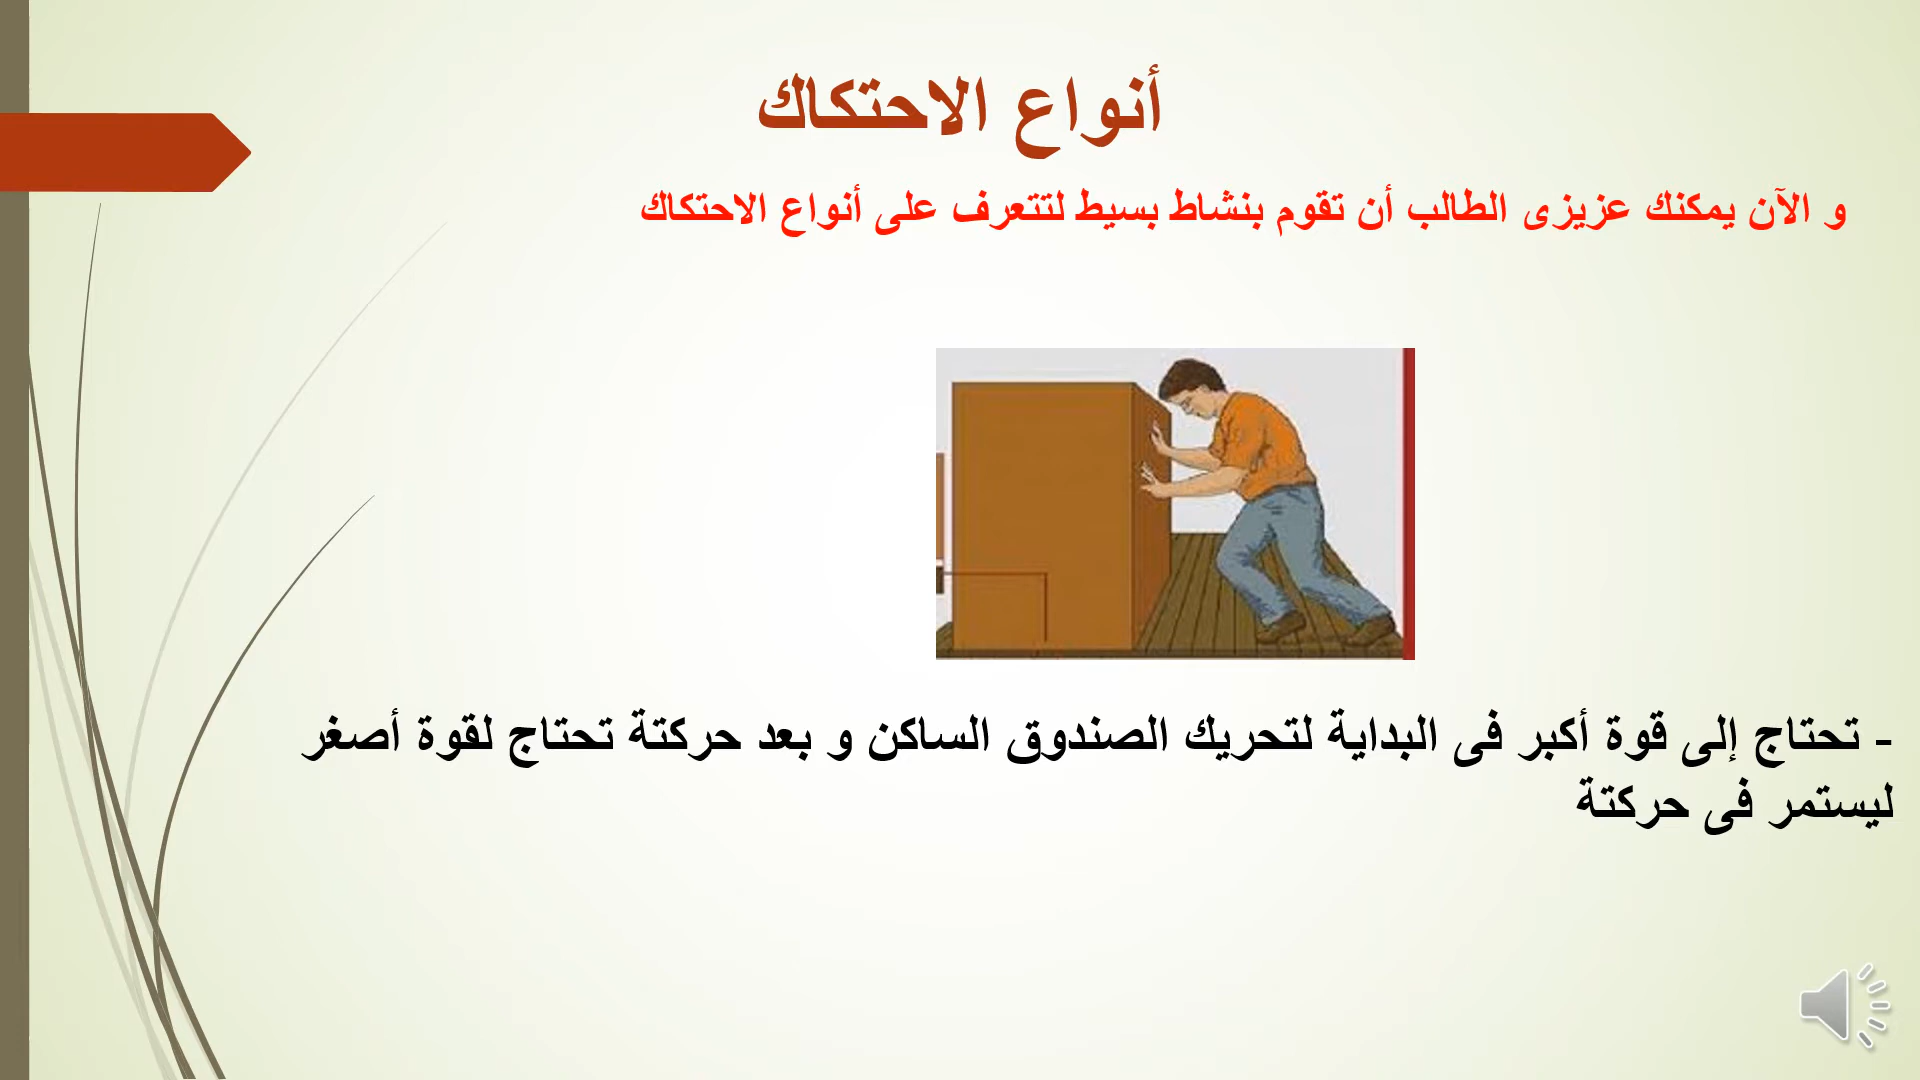 أنواع الاحتكاك
و الآن يمكنك عزيزى الطالب أن تقوم بنشاط بسيط لتتعرف على أنواع الاحتكاك
- تحتاج إلى قوة أكبر فى البداية لتحريك الصندوق الساكن و بعد حركتة تحتاج لقوة أصغر
ليستمر فى حركتة